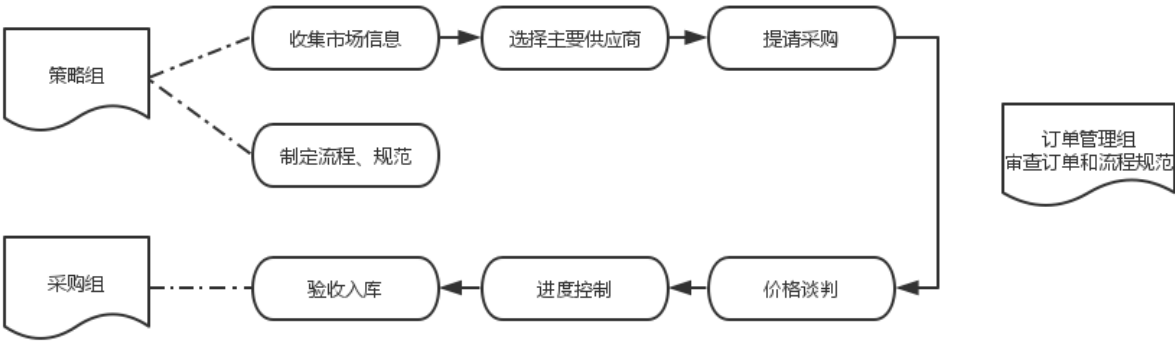 收集市场信息
选择主要供应商
提请采购
策略组
制定流程、规范
订单管理组
审查订单和流程规范
采购组
验收入库
进度控制
价格谈判